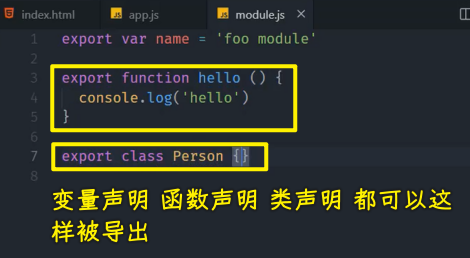 index.html app.js module.js
1 export var name = 'foo module'
2
3 export function hello () {
4 console.log('hello')
5 }
6
7 export class Person {}
8
变量声明 函数声明 类声明 都可以这
样被导出